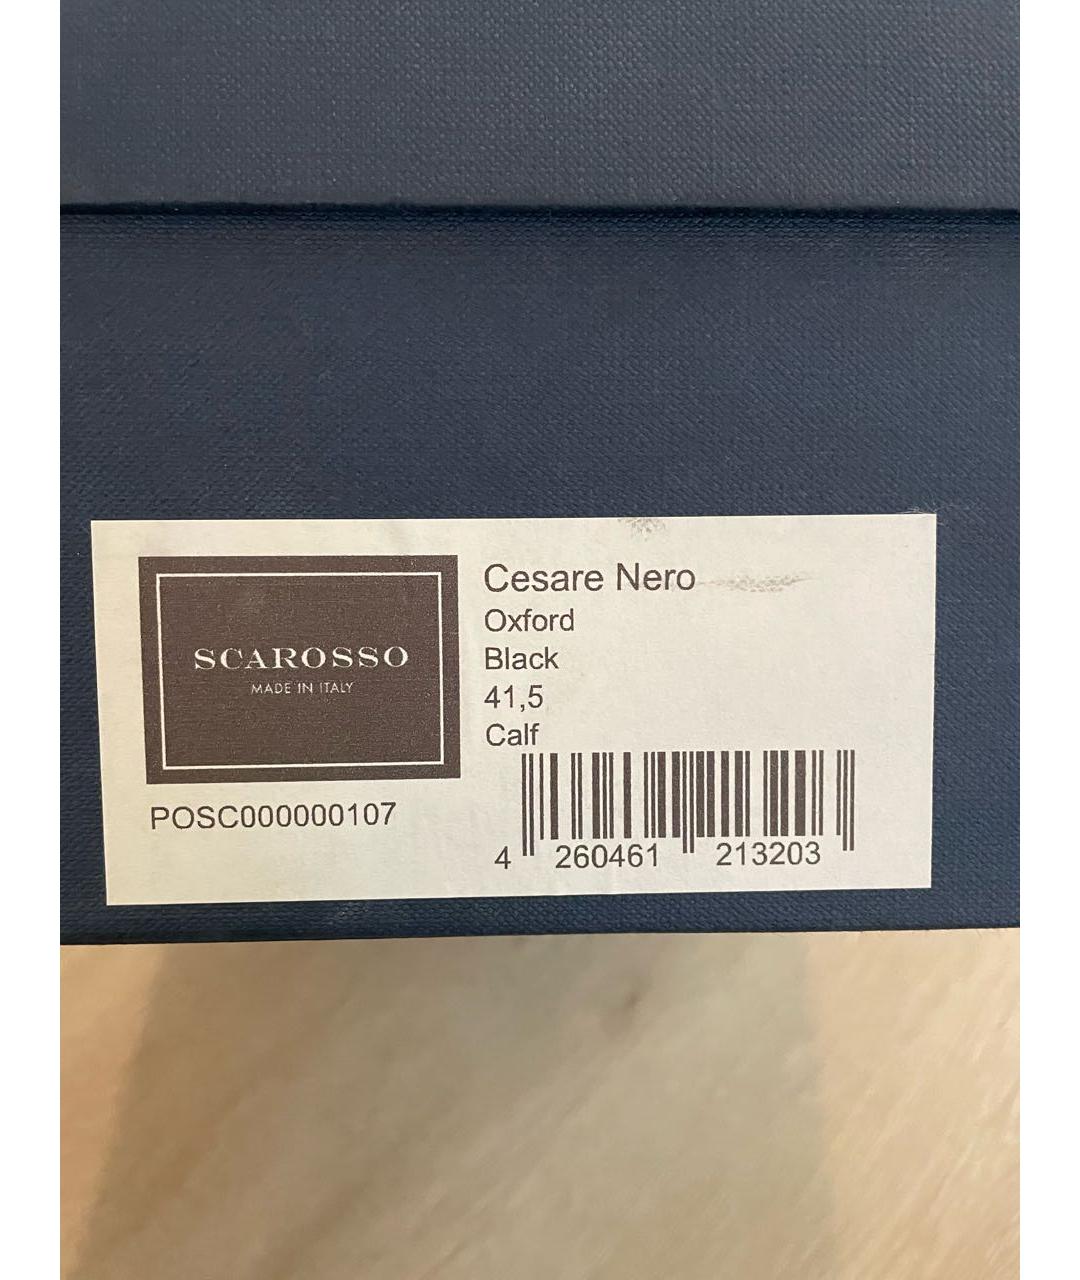 SCAROSSO
MADE IN ITALY
POSC000000107
Cesare Nero
Oxford
Black
41,5
Calf
4 260461 213203